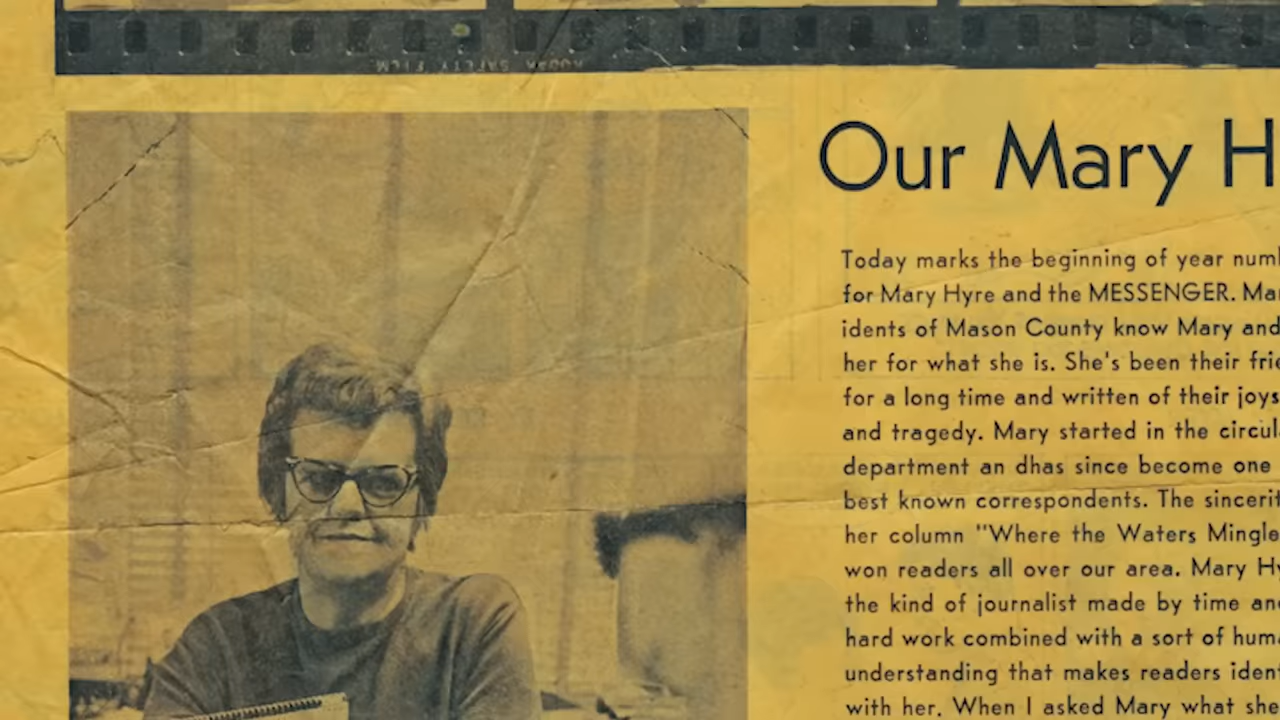 KODAK SAFETY FILM
Our Mary H
Today marks the beginning of year numb
for Mary Hyre and the MESSENGER. Mar
idents of Mason County know Mary and
her for what she is. She's been their frie
for a long time and written of their joys
and tragedy. Mary started in the circula
department an dhas since become one
best known correspondents. The sincerit
her column "Where the Waters Mingle
won readers all over our area. Mary Hy
the kind of journalist made by time and
hard work combined with a sort of huma
understanding that makes readers ident
with her. When I asked Mary what she